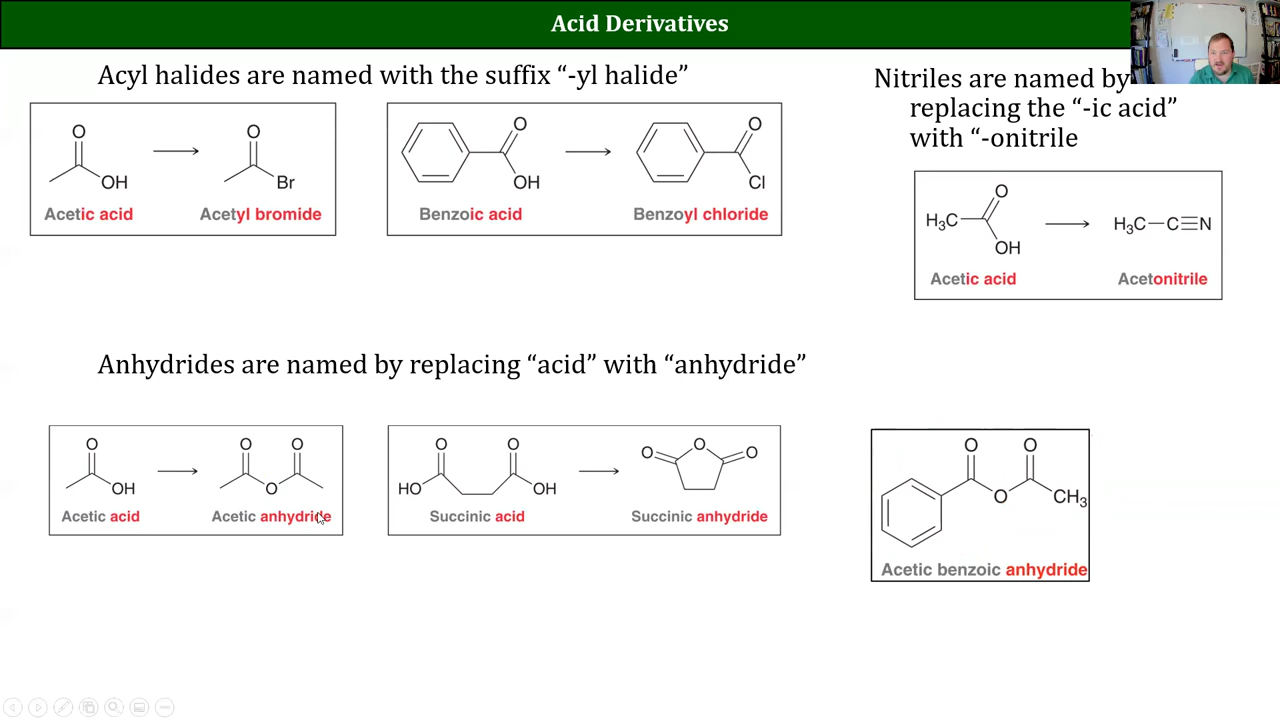 Acid Derivatives
Acyl halides are named with the suffix “-yl halide”
O
OH
Acetic acid
O
Br
Acetyl bromide
O
OH
Benzoic acid
O
Cl
Benzoyl chloride
Nitriles are named by
replacing the “-ic acid”
with “-onitrile
H₃C
O
OH
Acetic acid
H₃C—C≡N
Acetonitrile
Anhydrides are named by replacing “acid” with “anhydride”
O
OH
Acetic acid
O O
O
Acetic anhydride
O O
HO OH
Succinic acid
O O O
Succinic anhydride
O O
O CH₃
Acetic benzoic anhydride